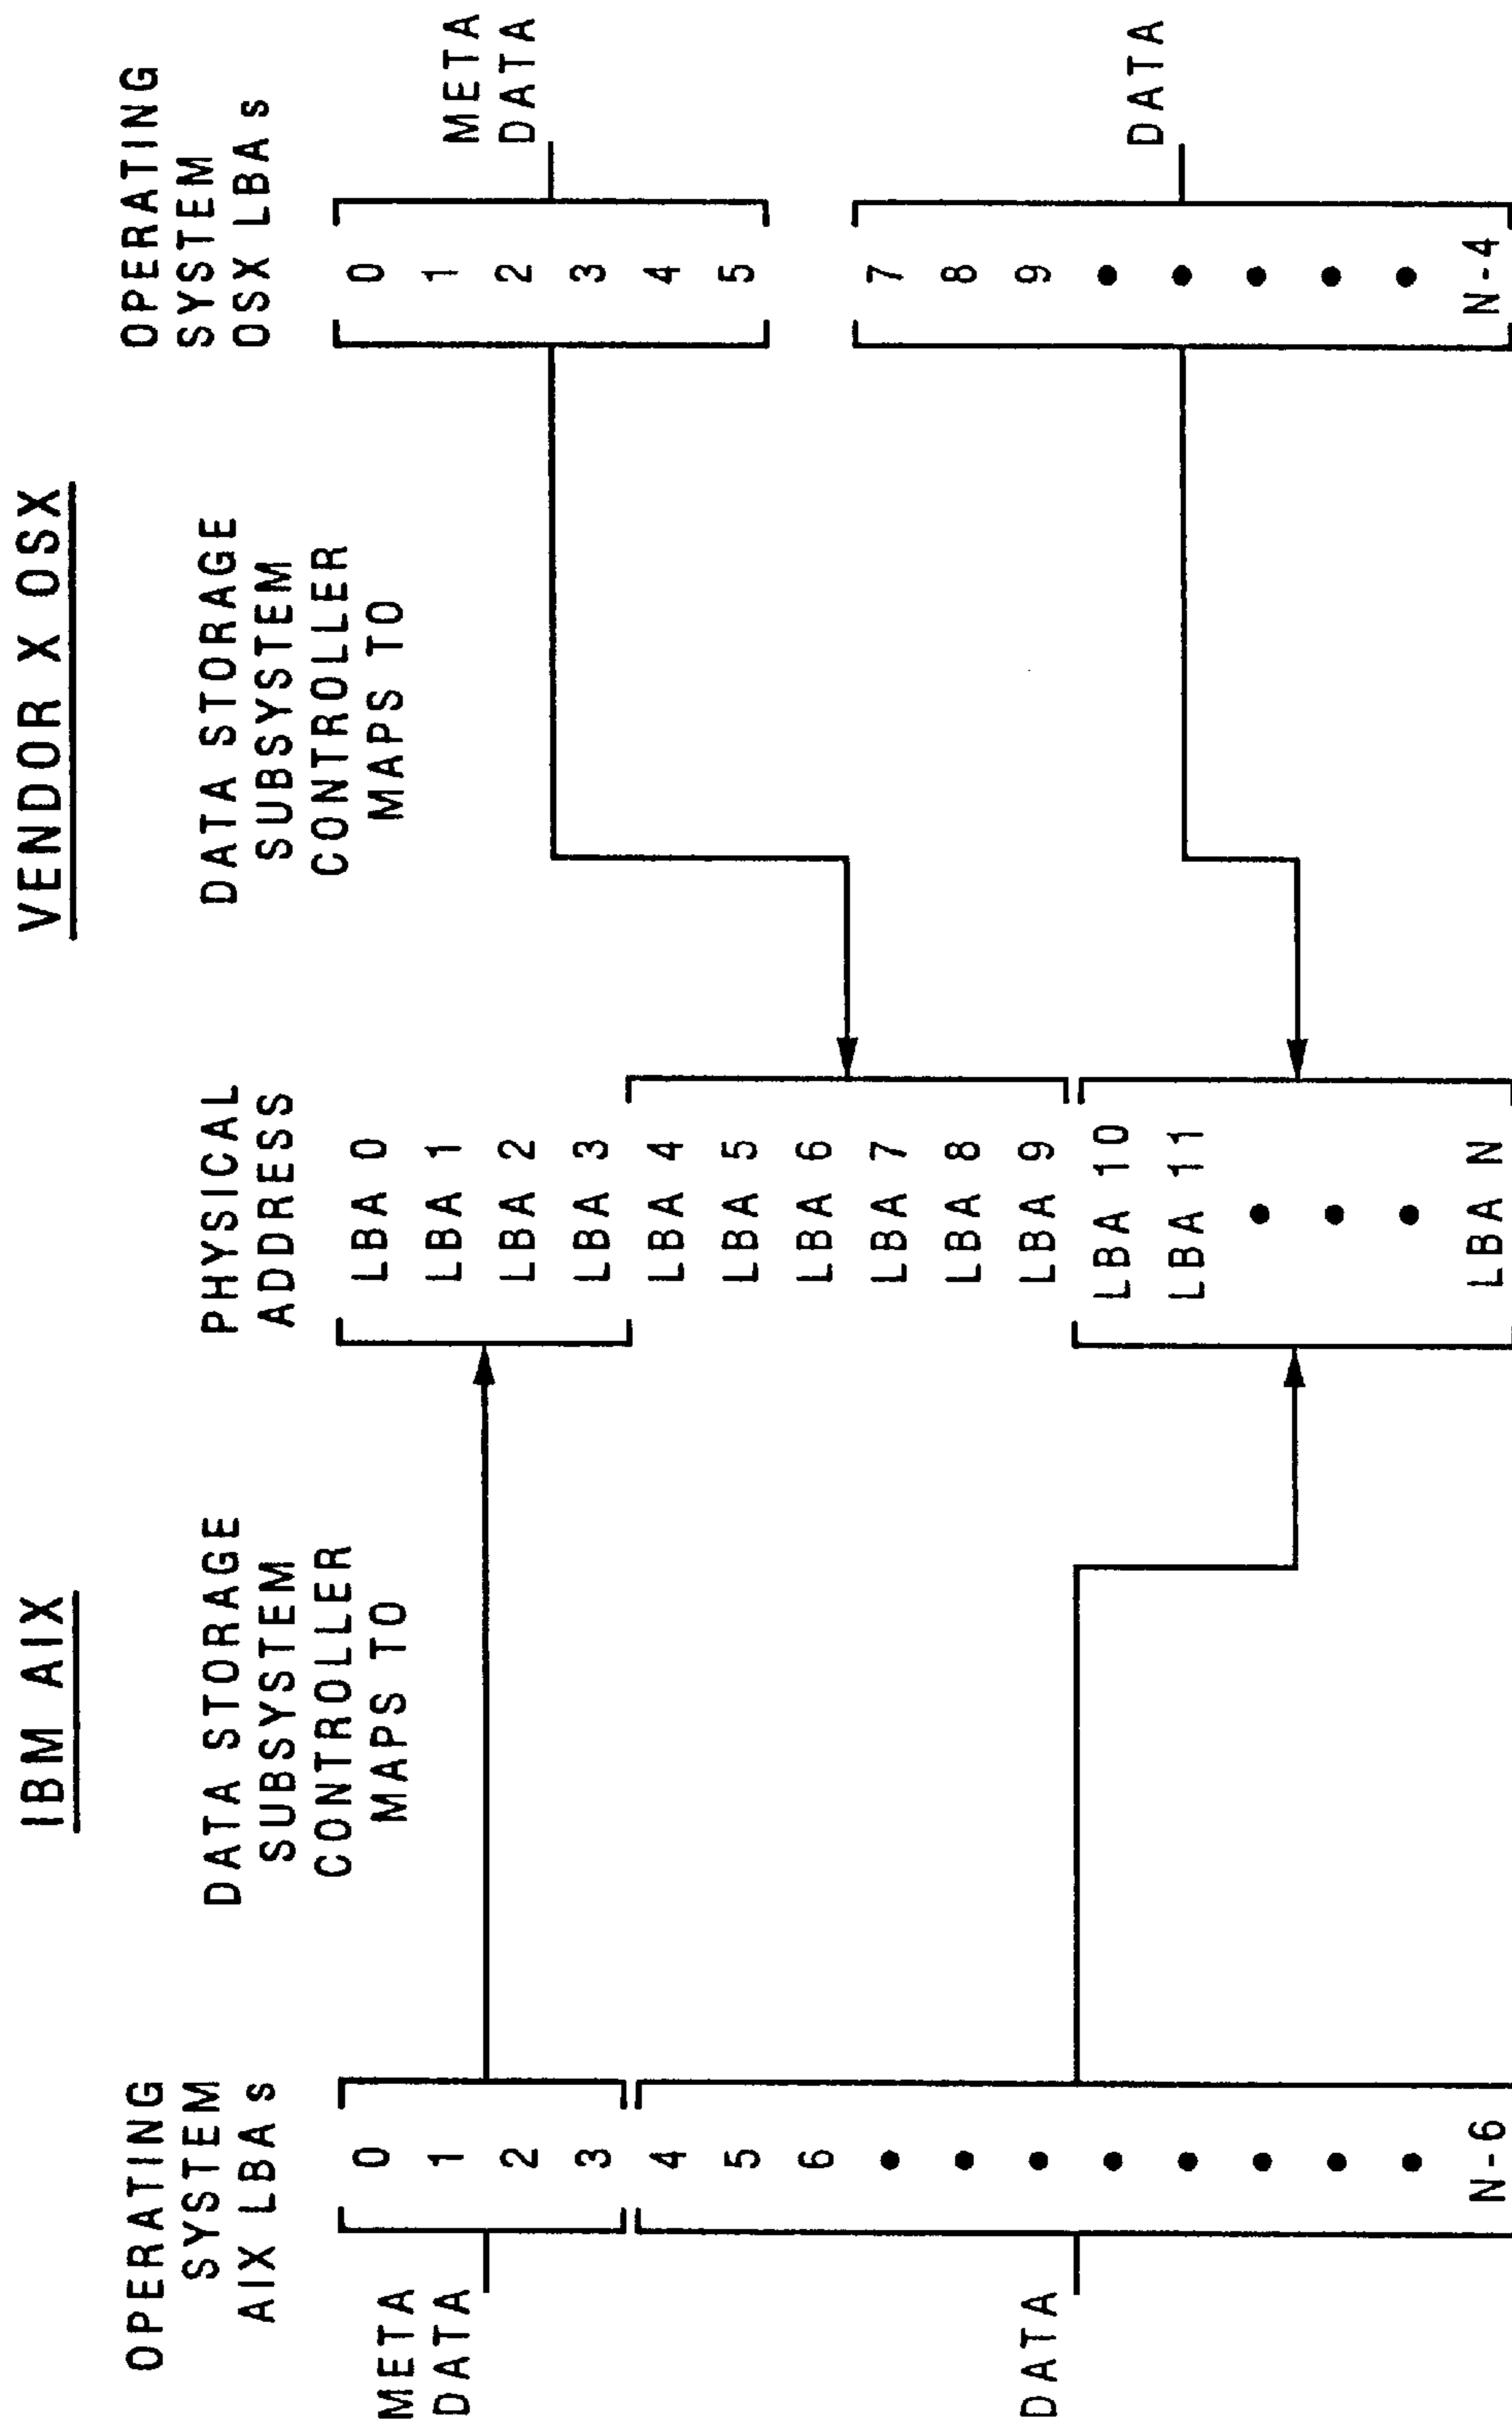 IBM AIX
VENDOR X OSX
OPERATING
SYSTEM
AIX LBAs
DATA STORAGE
SUBSYSTEM
CONTROLLER
MAPS TO
PHYSICAL
ADDRESS
DATA STORAGE
SUBSYSTEM
CONTROLLER
MAPS TO
OPERATING
SYSTEM
OSX LBAs
META
DATA
0
1
2
3
DATA
4
5
6
N-6
LBA 0
LBA 1
LBA 2
LBA 3
LBA 4
LBA 5
LBA 6
LBA 7
LBA 8
LBA 9
LBA 10
LBA 11
LBA N
0
1
2
3
4
5
META
DATA
7
8
9
N-4
DATA